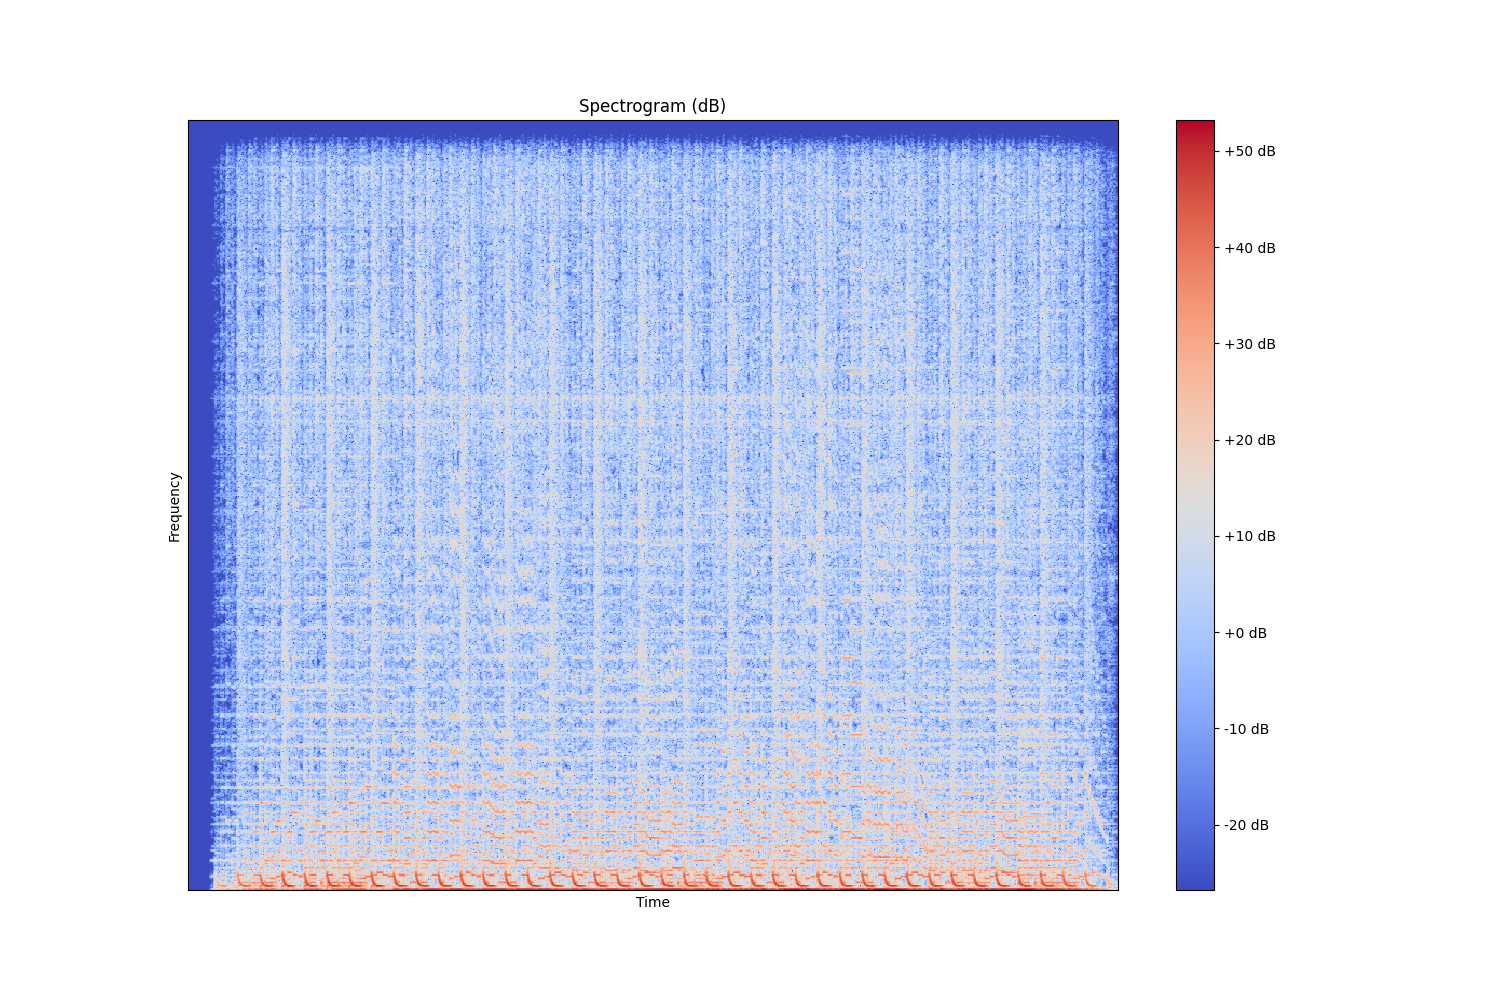 Spectrogram (dB)
Frequency
Time
+50 dB
+40 dB
+30 dB
+20 dB
+10 dB
+0 dB
-10 dB
-20 dB